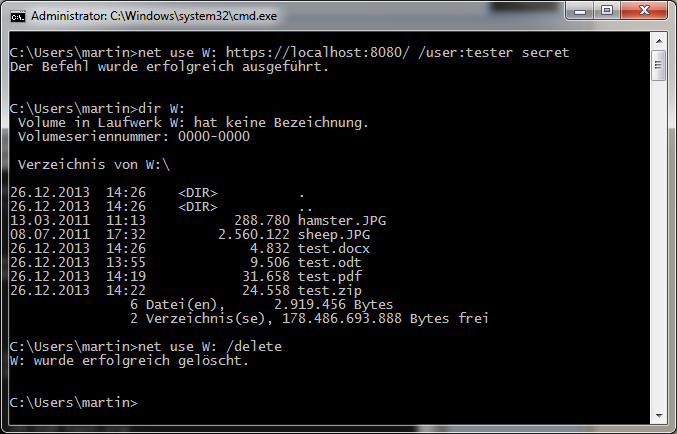 Administrator: C:\Windows\system32\cmd.exe
C:\Users\martin>net use W: https://localhost:8080/ /user:tester secret
Der Befehl wurde erfolgreich ausgeführt.
C:\Users\martin>dir W:
 Volume in Laufwerk W: hat keine Bezeichnung.
 Volumeseriennummer: 0000-0000
 Verzeichnis von W:\
26.12.2013  14:26    <DIR>          .
26.12.2013  14:26    <DIR>          ..
13.03.2011  11:13           288.780 hamster.JPG
08.07.2011  17:32         2.560.122 sheep.JPG
26.12.2013  14:26             4.832 test.docx
26.12.2013  13:55             9.506 test.odt
26.12.2013  14:19            31.658 test.pdf
26.12.2013  14:22            24.558 test.zip
               6 Datei(en),      2.919.456 Bytes
               2 Verzeichnis(se), 178.486.693.888 Bytes frei
C:\Users\martin>net use W: /delete
W: wurde erfolgreich gelöscht.
C:\Users\martin>